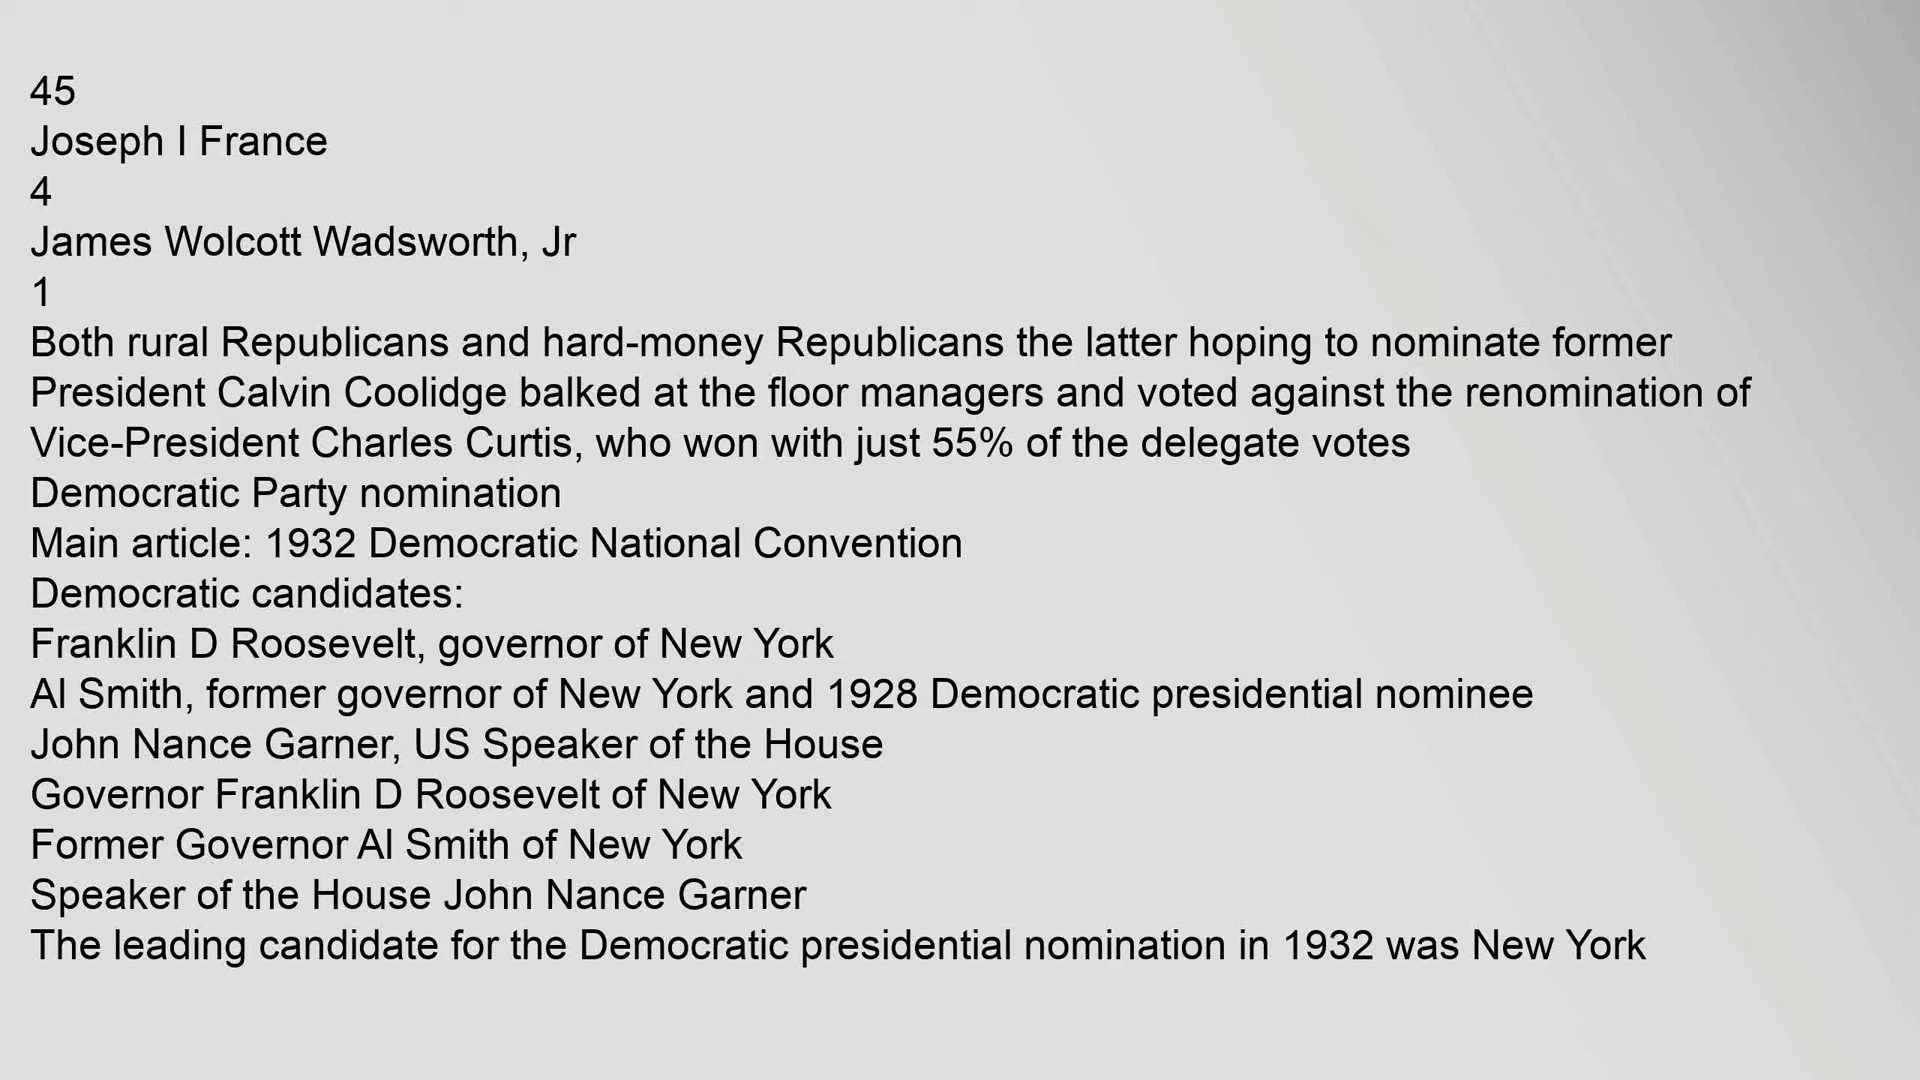 45
Joseph I France
4
James Wolcott Wadsworth, Jr
1
Both rural Republicans and hard-money Republicans the latter hoping to nominate former
President Calvin Coolidge balked at the floor managers and voted against the renomination of
Vice-President Charles Curtis, who won with just 55% of the delegate votes
Democratic Party nomination
Main article: 1932 Democratic National Convention
Democratic candidates:
Franklin D Roosevelt, governor of New York
Al Smith, former governor of New York and 1928 Democratic presidential nominee
John Nance Garner, US Speaker of the House
Governor Franklin D Roosevelt of New York
Former Governor Al Smith of New York
Speaker of the House John Nance Garner
The leading candidate for the Democratic presidential nomination in 1932 was New York